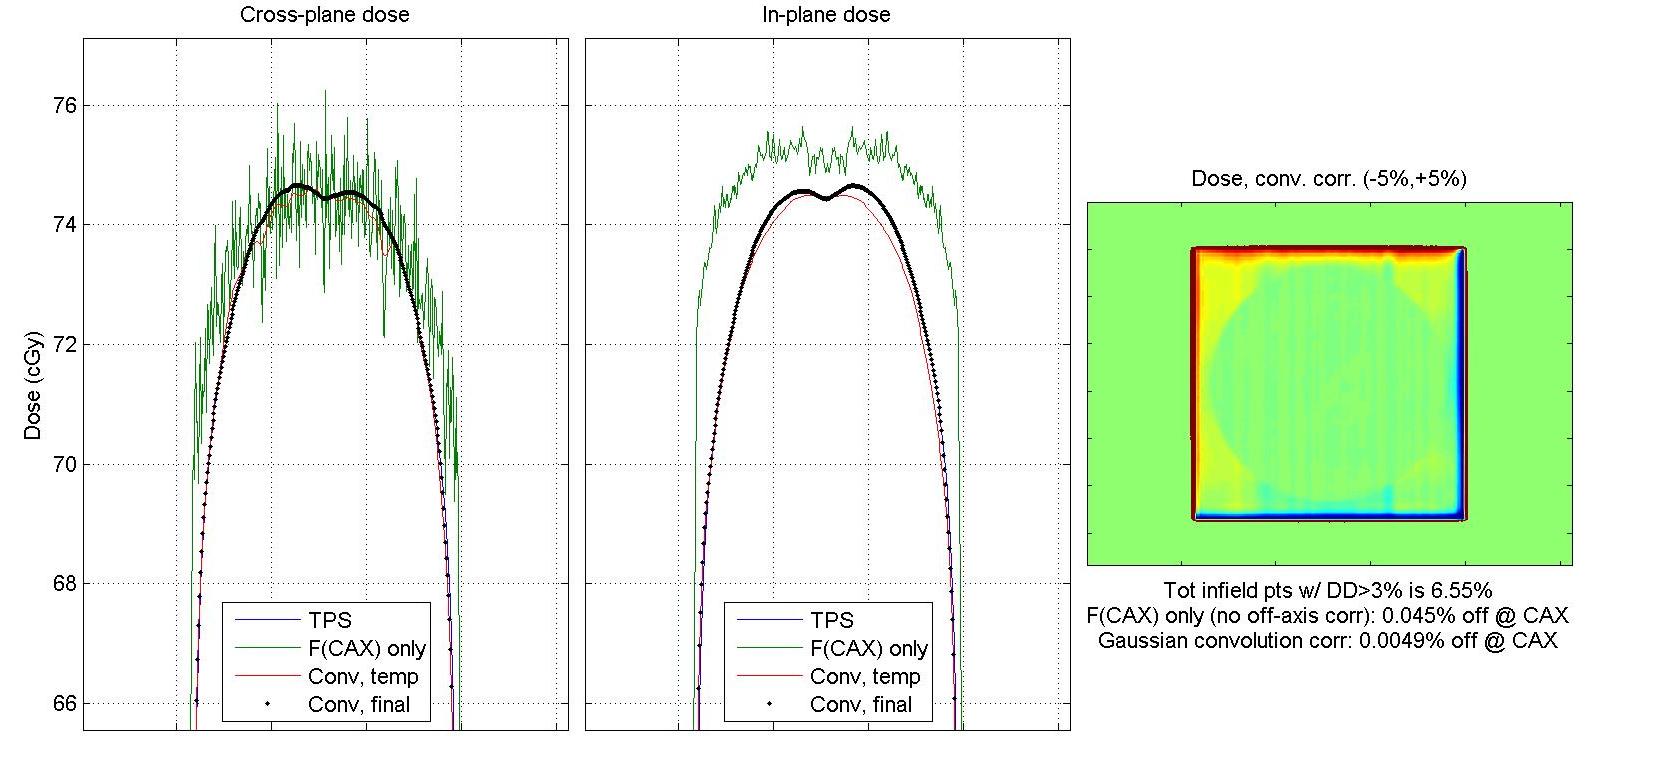 Cross-plane dose
In-plane dose
Dose (cGy)
76
74
72
70
68
66
TPS
F(CAX) only
Conv, temp
Conv, final
TPS
F(CAX) only
Conv, temp
Conv, final
Dose, conv. corr. (-5%,+5%)
Tot infield pts w/ DD>3% is 6.55%
F(CAX) only (no off-axis corr): 0.045% off @ CAX
Gaussian convolution corr: 0.0049% off @ CAX